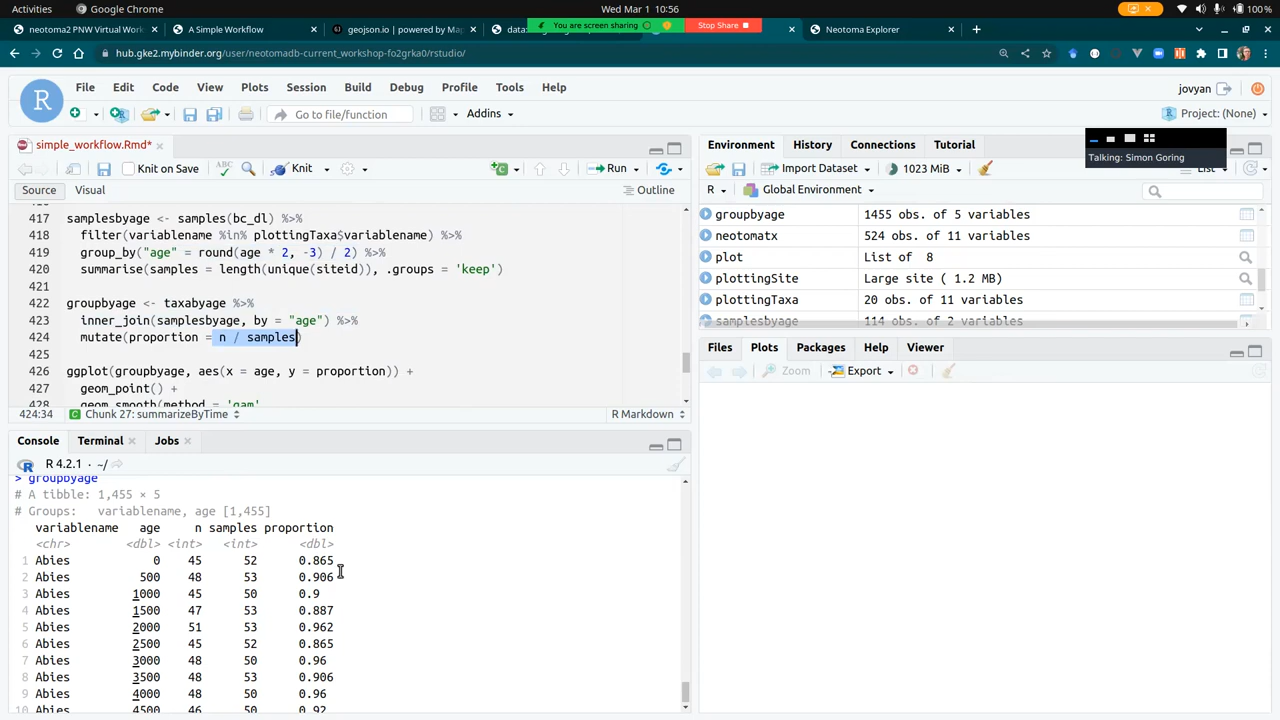 Activities
Google Chrome
Wed Mar 1 10:56
100 %
neotoma2 PNW Virtual Work
A Simple Workflow
geojson.io | powered by Ma
data:
You are screen sharing
Stop Share
Neotoma Explorer
hub.gke2.mybinder.org/user/neotomadb-current_workshop-fo2grka0/rstudio/
File Edit Code View Plots Session Build Debug Profile Tools Help
jovyan
Go to file/function
Addins
Project: (None)
simple_workflow.Rmd*
Knit on Save
Knit
Run
Source
Visual
Outline
417 samplesbyage <- samples(bc_dl) %>%
418 filter(variablename %in% plottingTaxa$variablename) %>%
419 group_by("age" = round(age * 2, -3) / 2) %>%
420 summarise(samples = length(unique(siteid)), .groups = 'keep')
421
422 groupbyage <- taxabyage %>%
423 inner_join(samplesbyage, by = "age") %>%
424 mutate(proportion = n / samples)
425
426 ggplot(groupbyage, aes(x = age, y = proportion)) +
427 geom_point() +
428 geom_smooth(method = 'gam'
424:34
Chunk 27: summarizeByTime
R Markdown
Console
Terminal
Jobs
R 4.2.1 · ~/
> groupbyage
# A tibble: 1,455 × 5
# Groups: variablename, age [1,455]
variablename age n samples proportion
<chr> <dbl> <int> <int> <dbl>
1 Abies 0 45 52 0.865
2 Abies 500 48 53 0.906
3 Abies 1000 45 50 0.9
4 Abies 1500 47 53 0.887
5 Abies 2000 51 53 0.962
6 Abies 2500 45 52 0.865
7 Abies 3000 48 50 0.96
8 Abies 3500 48 53 0.906
9 Abies 4000 48 50 0.96
10 Abies 4500 46 50 0.92
Environment
History
Connections
Tutorial
Talking: Simon Goring
Import Dataset
1023 MiB
List
R
Global Environment
groupbyage 1455 obs. of 5 variables
neotomatx 524 obs. of 11 variables
plot List of 8
plottingSite Large site ( 1.2 MB)
plottingTaxa 20 obs. of 11 variables
samplesbyage 114 obs. of 2 variables
Files
Plots
Packages
Help
Viewer
Zoom
Export